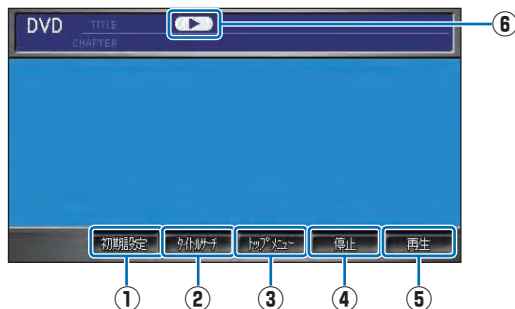 DVD TITLE
CHAPTER
⑥
初期設定 ﾀｲﾄﾙｻｰﾁ ﾄｯﾌﾟﾒﾆｭｰ 停止 再生
① ② ③ ④ ⑤